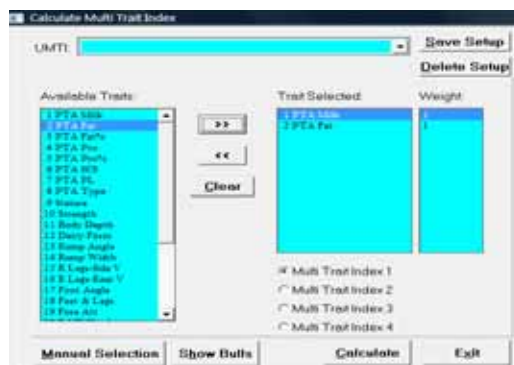 Calculate Multi Trait Index
UMTI:
Save Setup
Delete Setup
Available Traits:
Trait Selected:
Weight:
1 PTA Milk
2 PTA Fat
3 PTA Fat%
4 PTA Pro
5 PTA Pro%
6 PTA SCS
7 PTA PL
8 PTA Type
9 Stature
10 Strength
11 Body Depth
12 Dairy Form
13 Rump Angle
14 Rump Width
15 R Legs-Side V
16 R Legs-Rear V
17 Foot Angle
18 Feet & Legs
19 Fore Att
>>
<<
Clear
1 PTA Milk
2 PTA Fat
1
1
Multi Trait Index 1
Multi Trait Index 2
Multi Trait Index 3
Multi Trait Index 4
Manual Selection
Show Bulls
Calculate
Exit